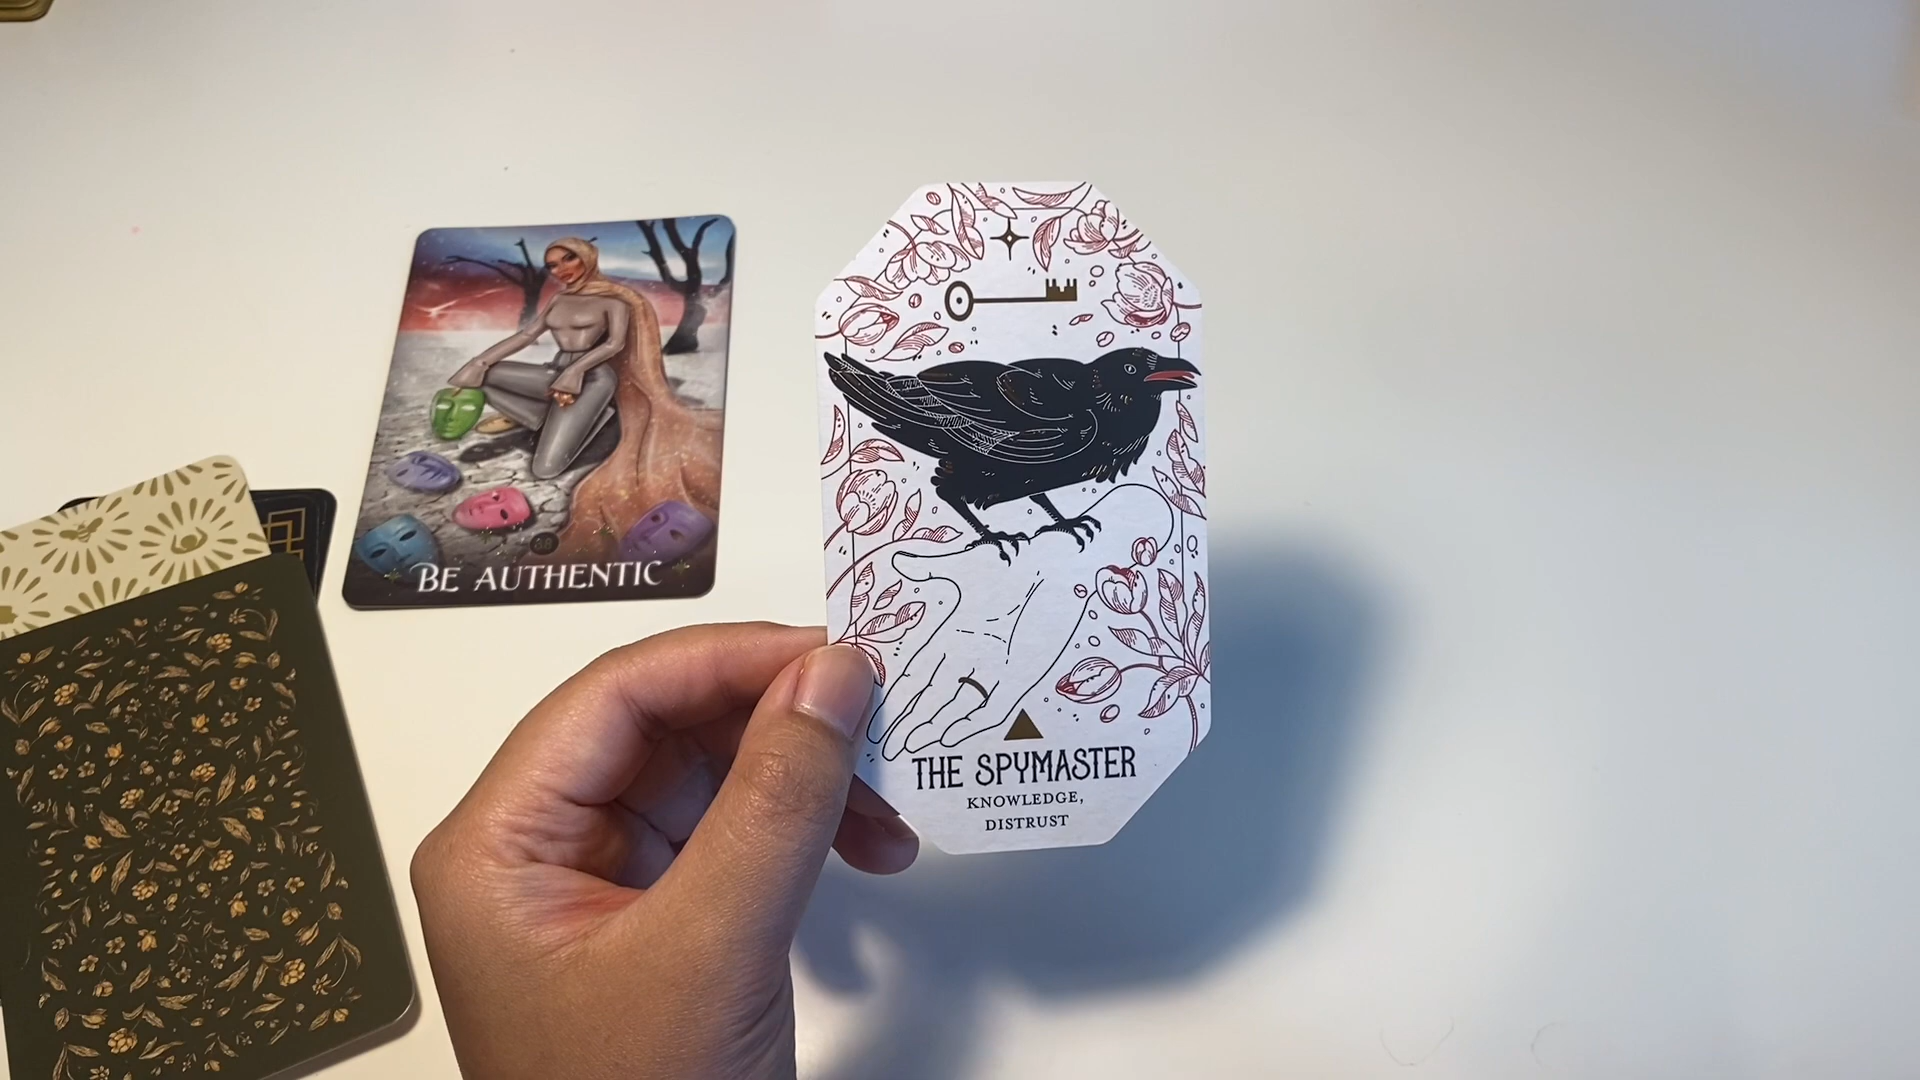 BE AUTHENTIC
THE SPYMASTER
KNOWLEDGE,
DISTRUST